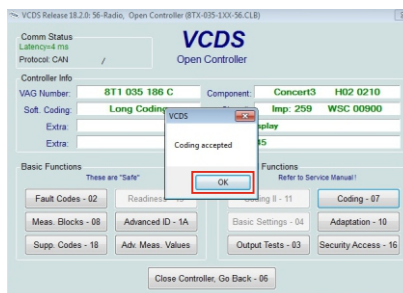 VCDS Release 18.2.0: 56-Radio, Open Controller (8TX-035-1XX-56.CLB)
Comm Status
Latency=4 ms
Protocol: CAN /
VCDS
Open Controller
Controller Info
VAG Number: 8T1 035 186 C Component: Concert3 H02 0210
Soft. Coding: Long Coding Imp: 259 WSC 00900
Extra:
Extra:
VCDS
Coding accepted
OK
Basic Functions
These are "Safe"
Functions
Refer to Service Manual!
Fault Codes - 02 Readiness Coding - 07
Meas. Blocks - 08 Advanced ID - 1A Basic Settings - 04 Adaptation - 10
Supp. Codes - 18 Adv. Meas. Values Output Tests - 03 Security Access - 16
Close Controller, Go Back - 06